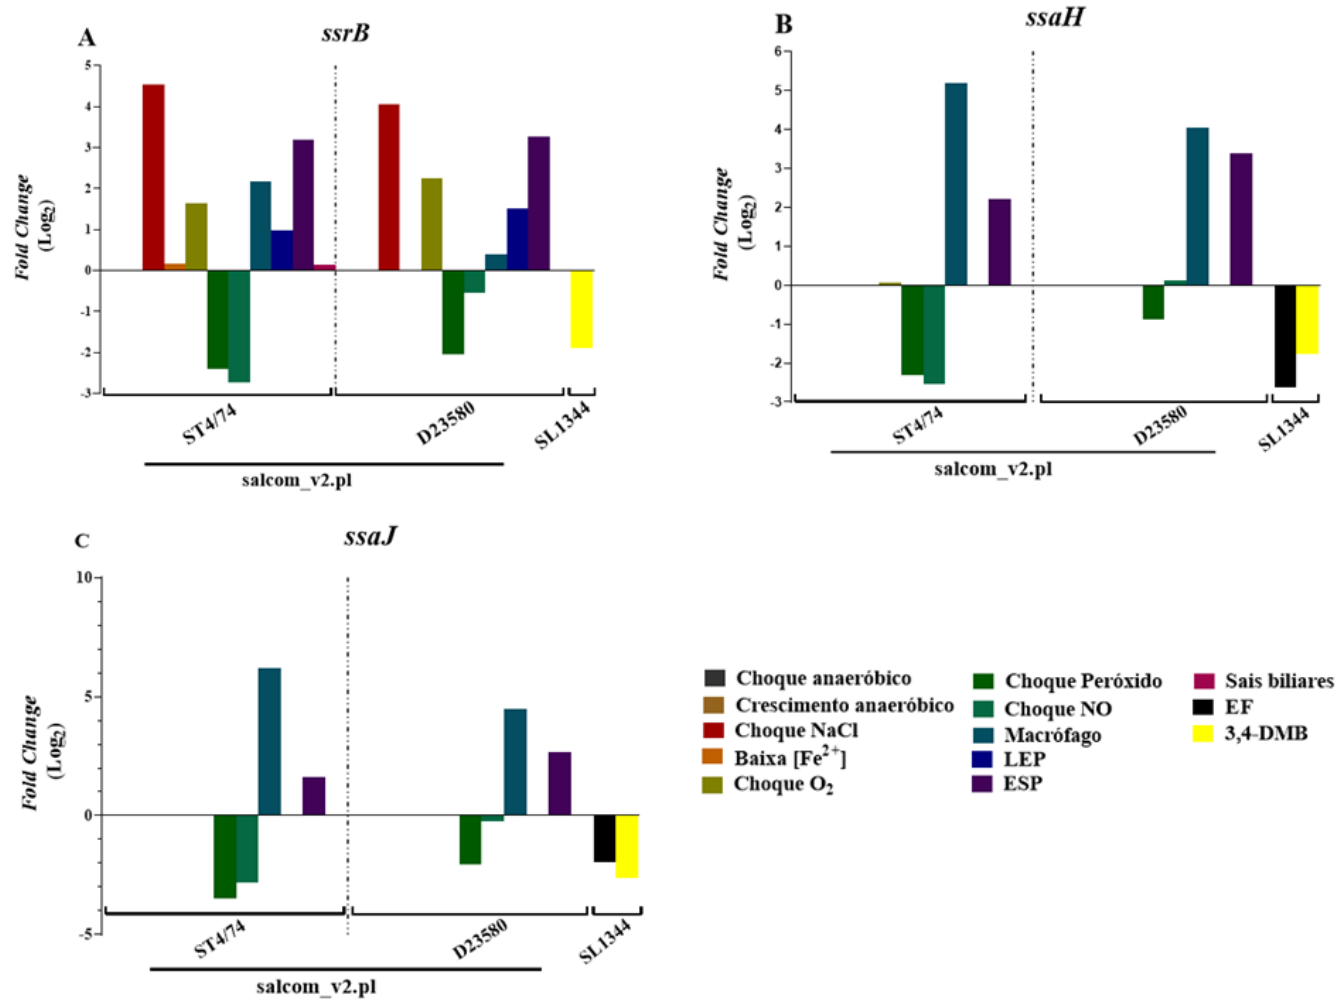 A
ssrB
5
4
3
2
1
0
-1
-2
-3
Fold Change
(Log₂)
ST4/74
D23580
SL1344
salcom_v2.pl
B
ssaH
6
5
4
3
2
1
0
-1
-2
-3
Fold Change
(Log₂)
ST4/74
D23580
SL1344
salcom_v2.pl
C
ssaJ
10
5
0
-5
Fold Change
(Log₂)
ST4/74
D23580
SL1344
salcom_v2.pl
Choque anaeróbico
Crescimento anaeróbico
Choque NaCl
Baixa [Fe²⁺]
Choque O₂
Choque Peróxido
Choque NO
Macrófago
LEP
ESP
Sais biliares
EF
3,4-DMB